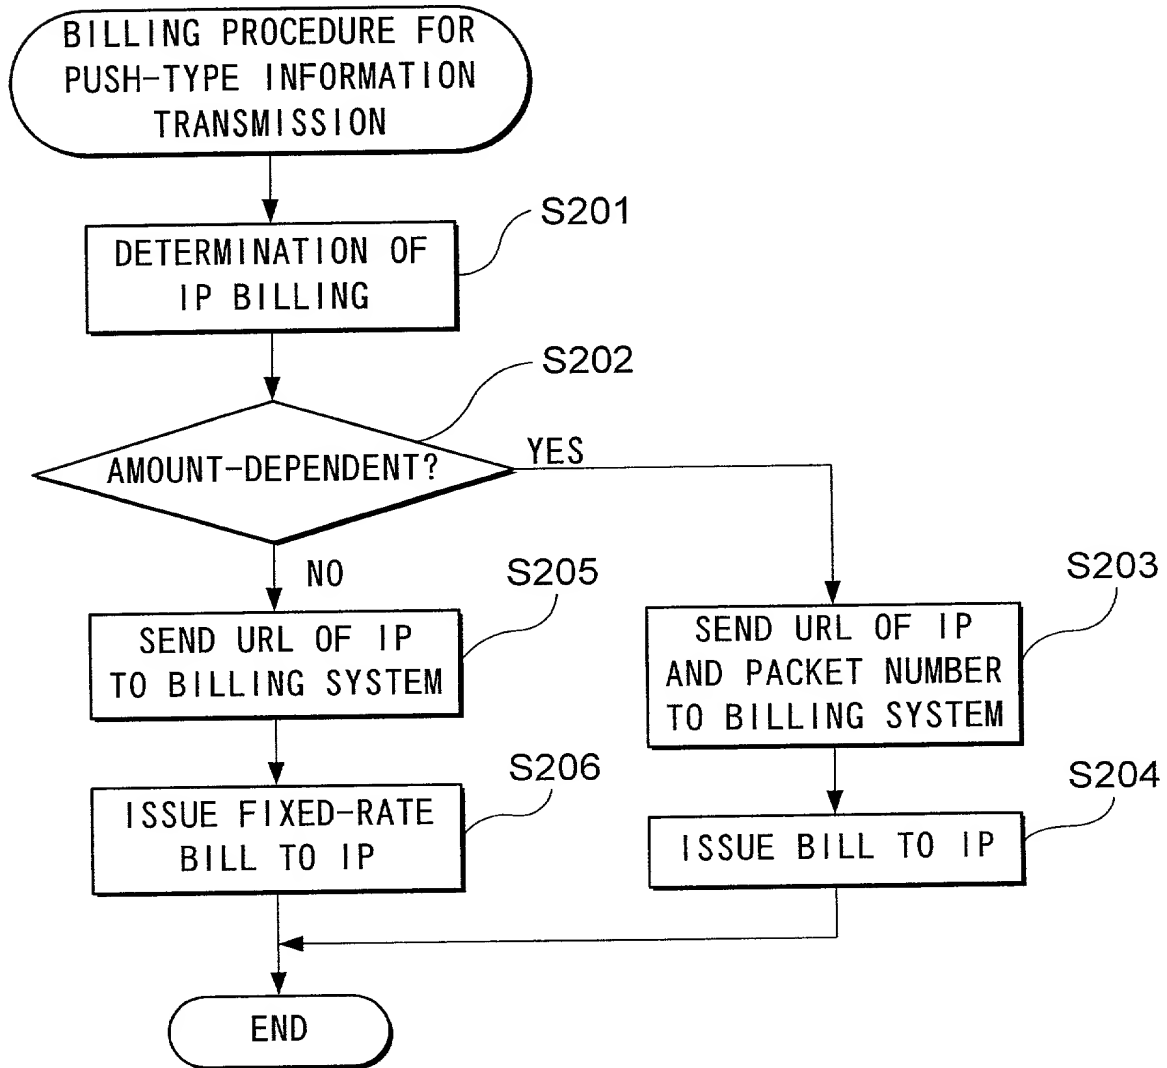 BILLING PROCEDURE FOR
PUSH-TYPE INFORMATION
TRANSMISSION
S201
DETERMINATION OF
IP BILLING
S202
AMOUNT-DEPENDENT?
YES
NO
S205
SEND URL OF IP
TO BILLING SYSTEM
S203
SEND URL OF IP
AND PACKET NUMBER
TO BILLING SYSTEM
S206
ISSUE FIXED-RATE
BILL TO IP
S204
ISSUE BILL TO IP
END